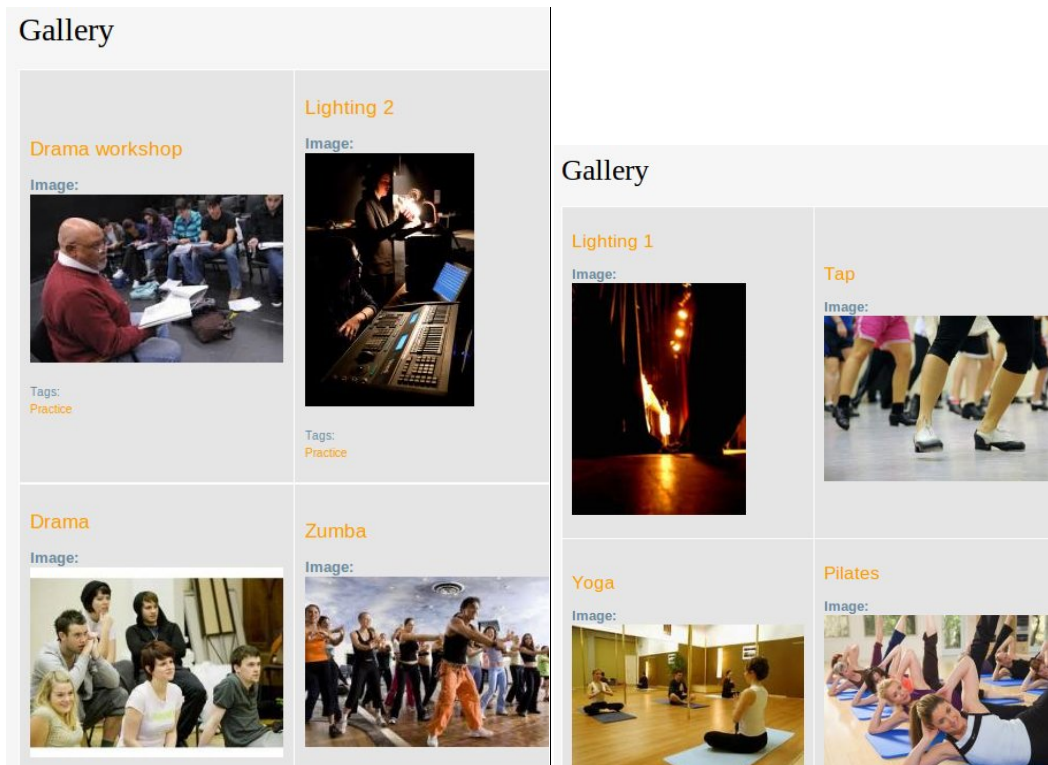 Gallery
Drama workshop
Image:
Tags:
Practice
Lighting 2
Image:
Tags:
Practice
Drama
Image:
Zumba
Image:
Gallery
Lighting 1
Image:
Tap
Image:
Yoga
Image:
Pilates
Image: